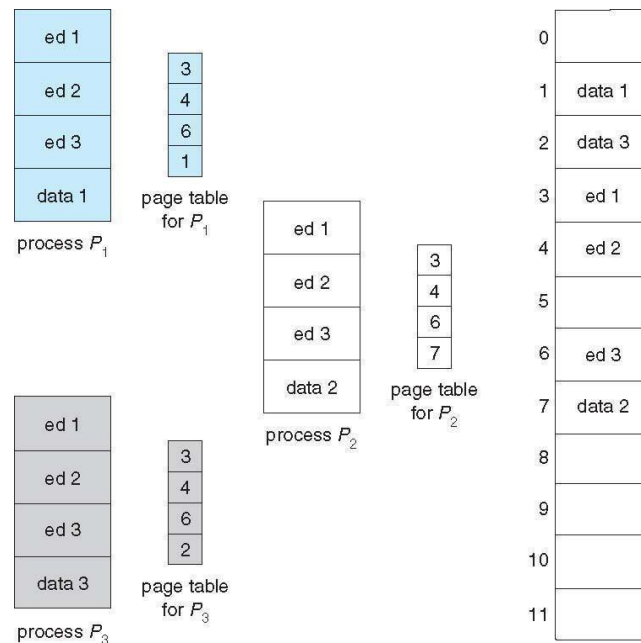 ed 1
ed 2
ed 3
data 1
process P1
3
4
6
1
page table
for P1
ed 1
ed 2
ed 3
data 2
process P2
3
4
6
7
page table
for P2
ed 1
ed 2
ed 3
data 3
process P3
3
4
6
2
page table
for P3
0
1 data 1
2 data 3
3 ed 1
4 ed 2
5
6 ed 3
7 data 2
8
9
10
11